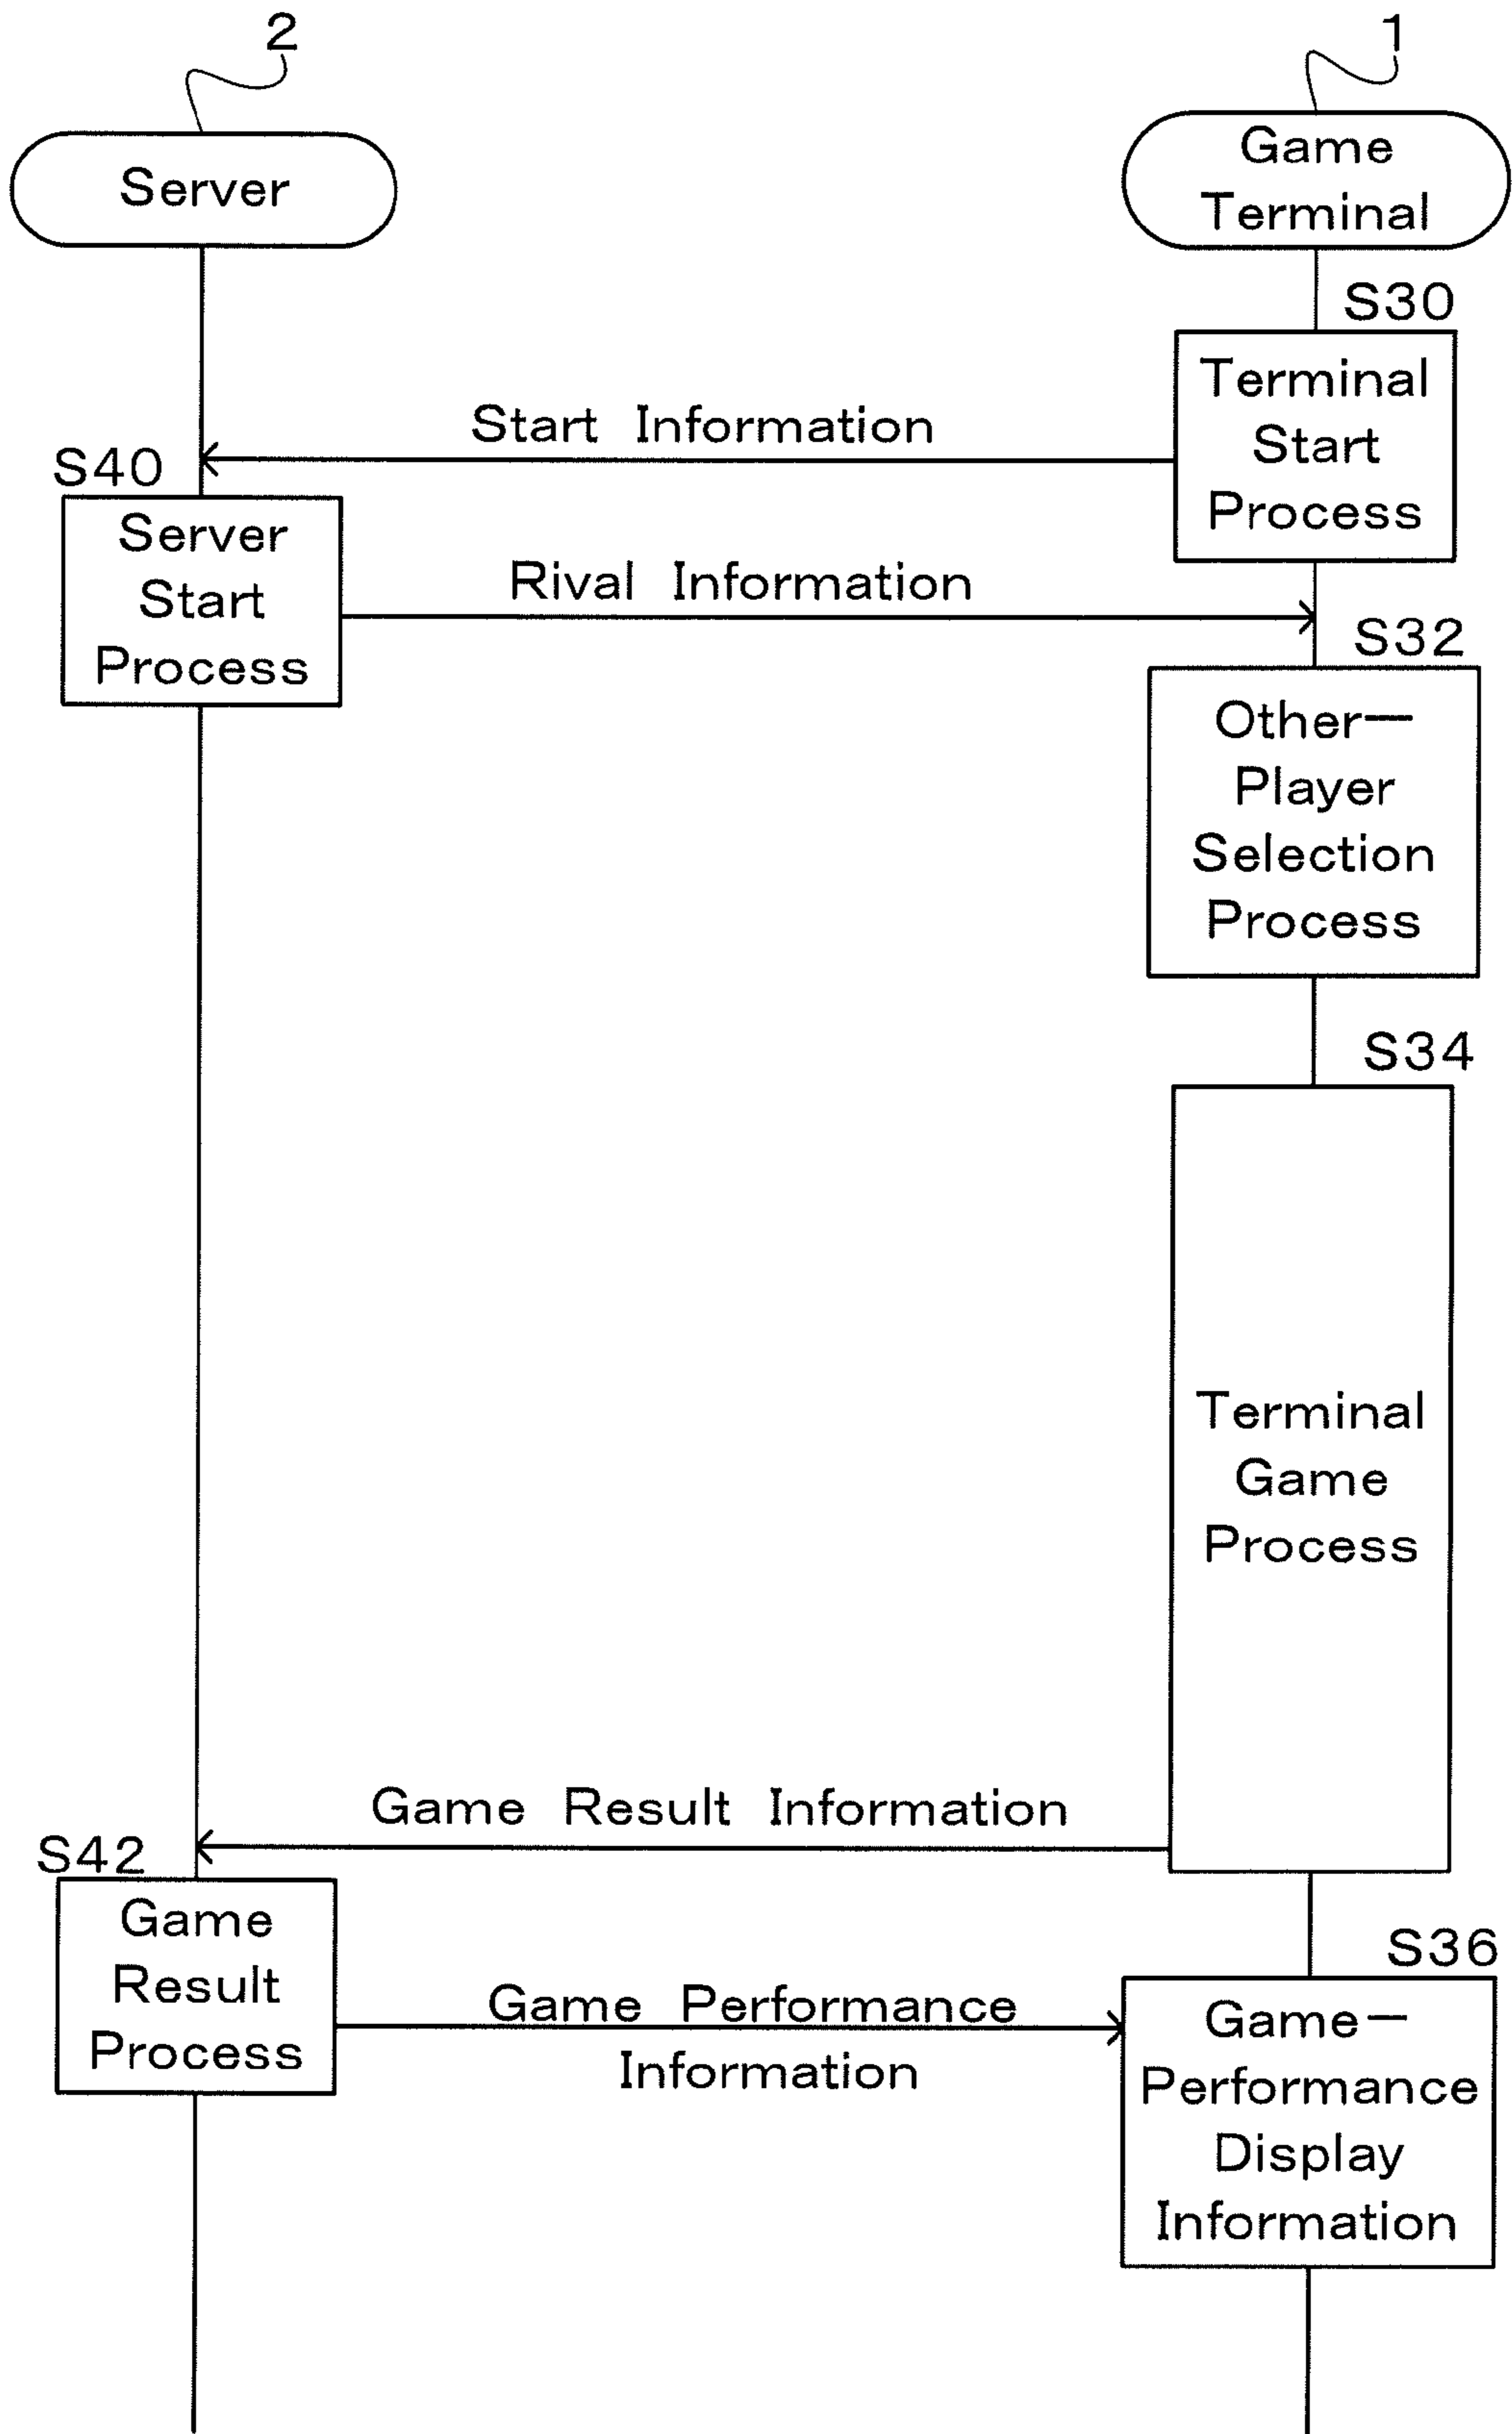 2
1
Server
Game
Terminal
S30
Terminal
Start
Process
Start Information
S40
Server
Start
Process
Rival Information
S32
Other-
Player
Selection
Process
S34
Terminal
Game
Process
Game Result Information
S42
Game
Result
Process
Game Performance
Information
S36
Game-
Performance
Display
Information